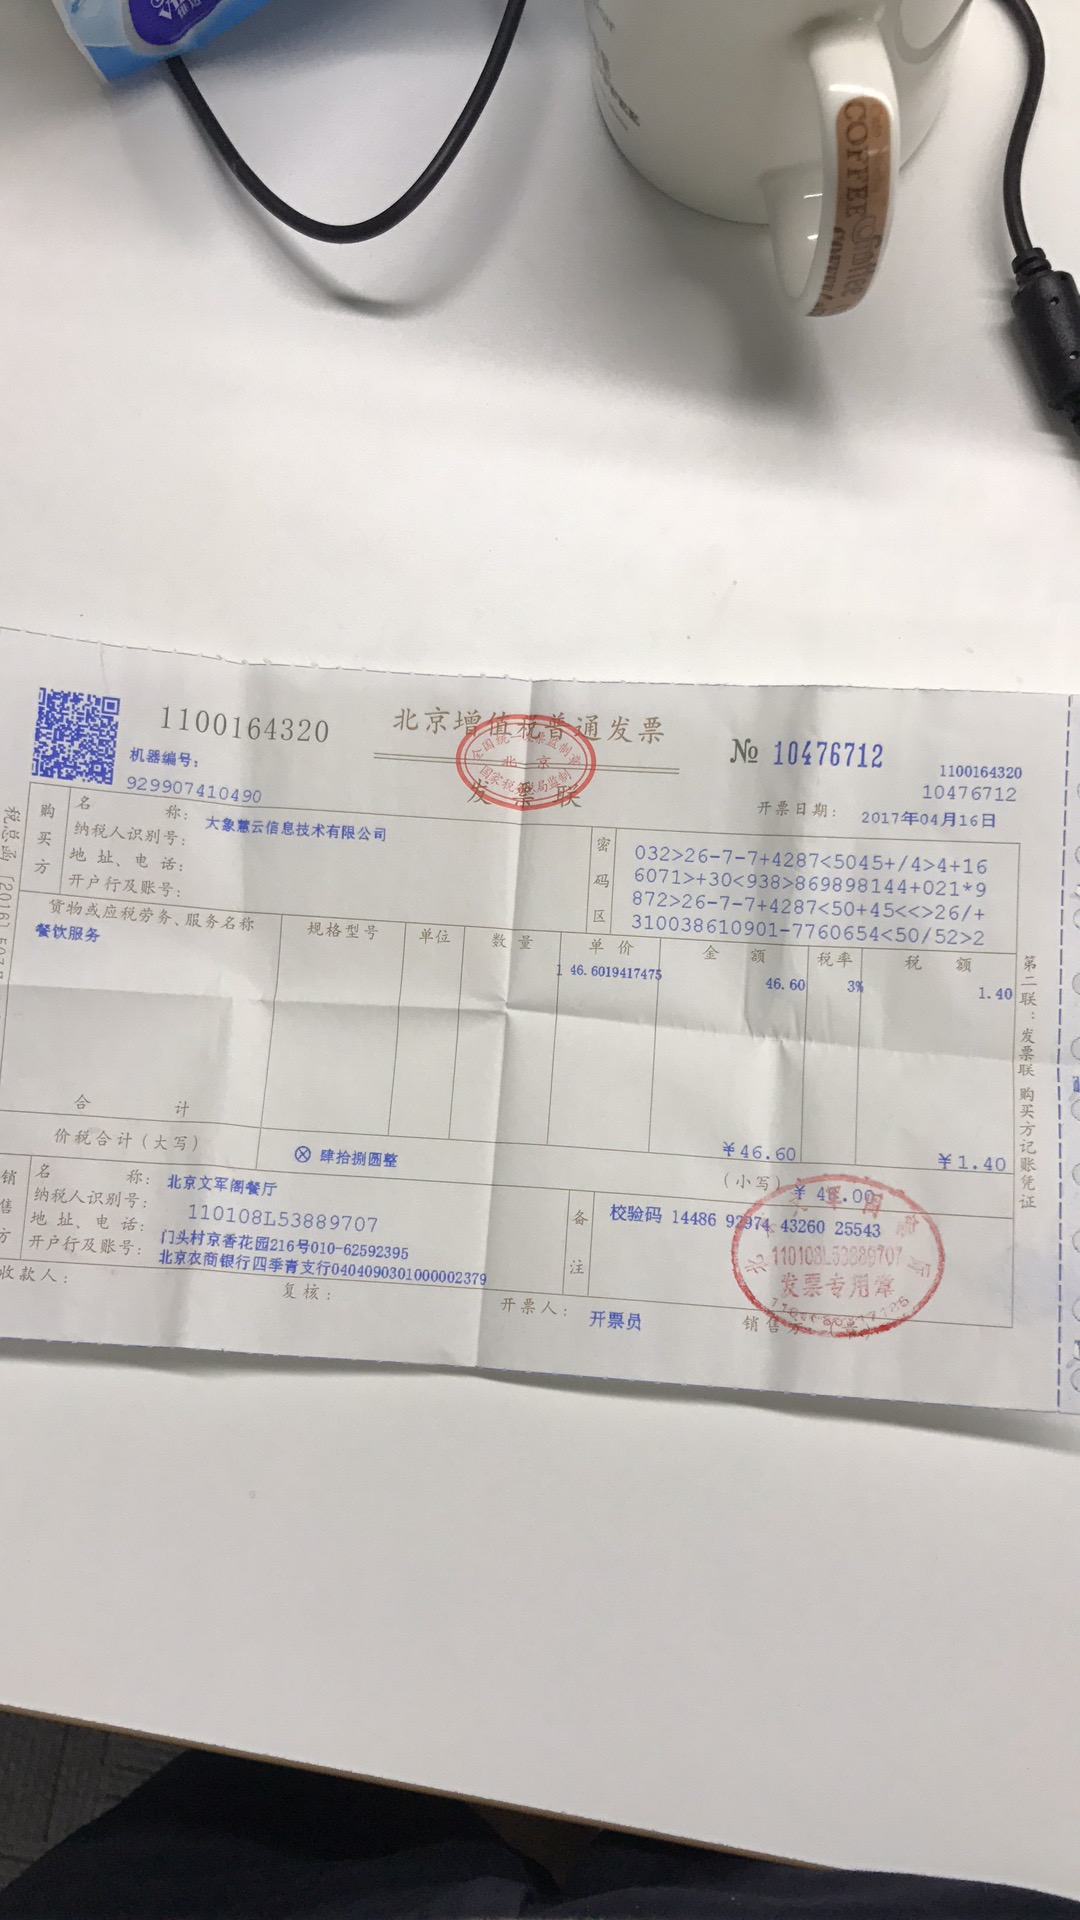 COFFEE Coffee
1100164320
北京增值税普通发票
发票联
全国统一发票监制章
北京
国家税务局监制
№ 10476712
1100164320
10476712
机器编号:
929907410490
开票日期: 2017年04月16日
购买方
名称: 大象慧云信息技术有限公司
纳税人识别号:
地址、电话:
开户行及账号:
密码区
032>26-7-7+4287<5045+/4>4+16
6071>+30<938>869898144+021*9
872>26-7-7+4287<50+45<<>26/+
310038610901-7760654<50/52>2
货物或应税劳务、服务名称 规格型号 单位 数量 单价 金额 税率 税额
餐饮服务 1 46.6019417475 46.60 3% 1.40
合计 ¥46.60 ¥1.40
价税合计(大写) ⊗ 肆拾捌圆整 (小写) ¥ 48.00
销售方
名称: 北京文军阁餐厅
纳税人识别号: 110108L53889707
地址、电话: 门头村京香花园216号010-62592395
开户行及账号: 北京农商银行四季青支行0404090301000002379
备注
校验码 14486 92974 43260 25543
110108L53889707
发票专用章
收款人: 复核: 开票人: 开票员 销售方:(章)
第二联:发票联 购买方记账凭证
税总函[2016]